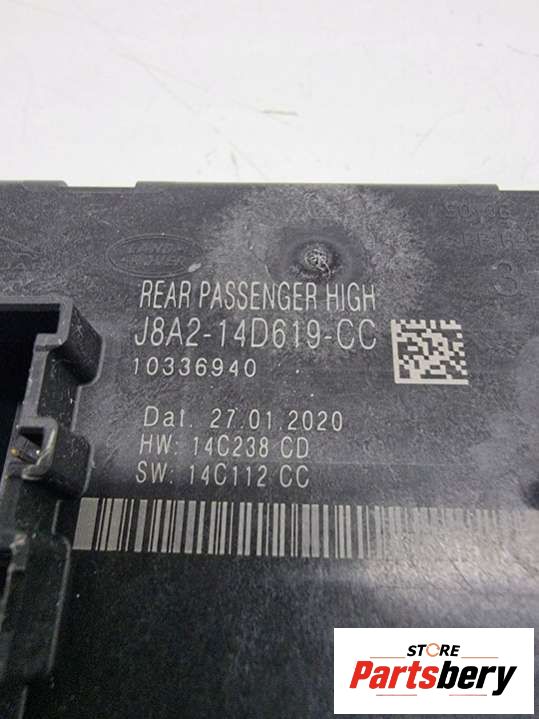 REAR PASSENGER HIGH
J8A2-14D619-CC
10336940
Dat. 27.01.2020
HW: 14C238 CD
SW: 14C112 CC
STORE
Partsbery